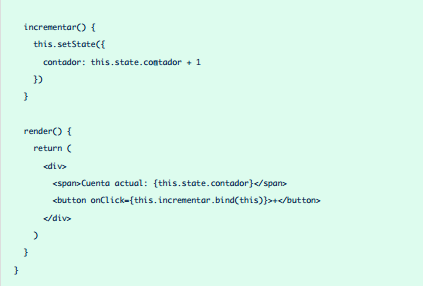 incrementar() {
this.setState({
contador: this.state.contador + 1
})
}
render() {
return (
<div>
<span>Cuenta actual: {this.state.contador}</span>
<button onClick={this.incrementar.bind(this)}>+</button>
</div>
)
}
}